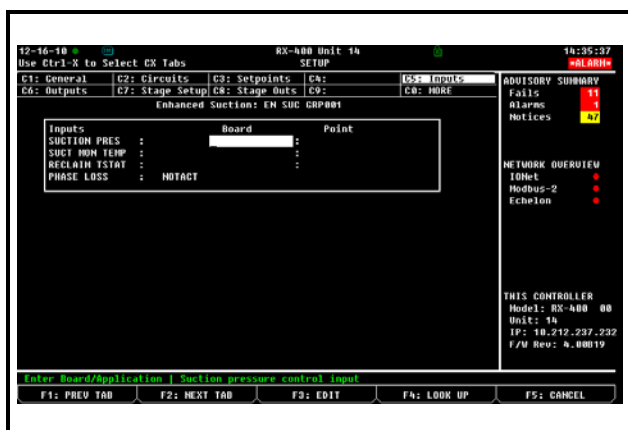 12-16-10 RX-400 Unit 14 14:35:37
Use Ctrl-X to Select CX Tabs SETUP *ALARM*
C1: General C2: Circuits C3: Setpoints C4: C5: Inputs
C6: Outputs C7: Stage Setup C8: Stage Outs C9: C0: MORE
Enhanced Suction: EN SUC GRP001
Inputs Board Point
SUCTION PRES : :
SUCT MON TEMP : :
RECLAIM TSTAT : :
PHASE LOSS : NOTACT
ADVISORY SUMMARY
Fails 11
Alarms 1
Notices 47
NETWORK OVERVIEW
IONet
Modbus-2
Echelon
THIS CONTROLLER
Model: RX-400 00
Unit: 14
IP: 10.212.237.232
F/W Rev: 4.00B19
Enter Board/Application | Suction pressure control input
F1: PREV TAB F2: NEXT TAB F3: EDIT F4: LOOK UP F5: CANCEL